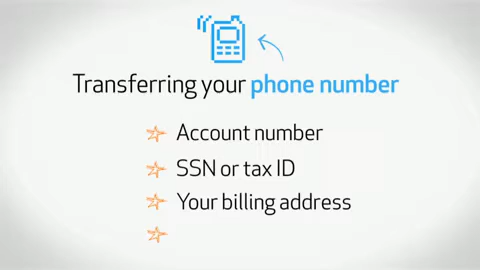 Transferring your phone number
Account number
SSN or tax ID
Your billing address